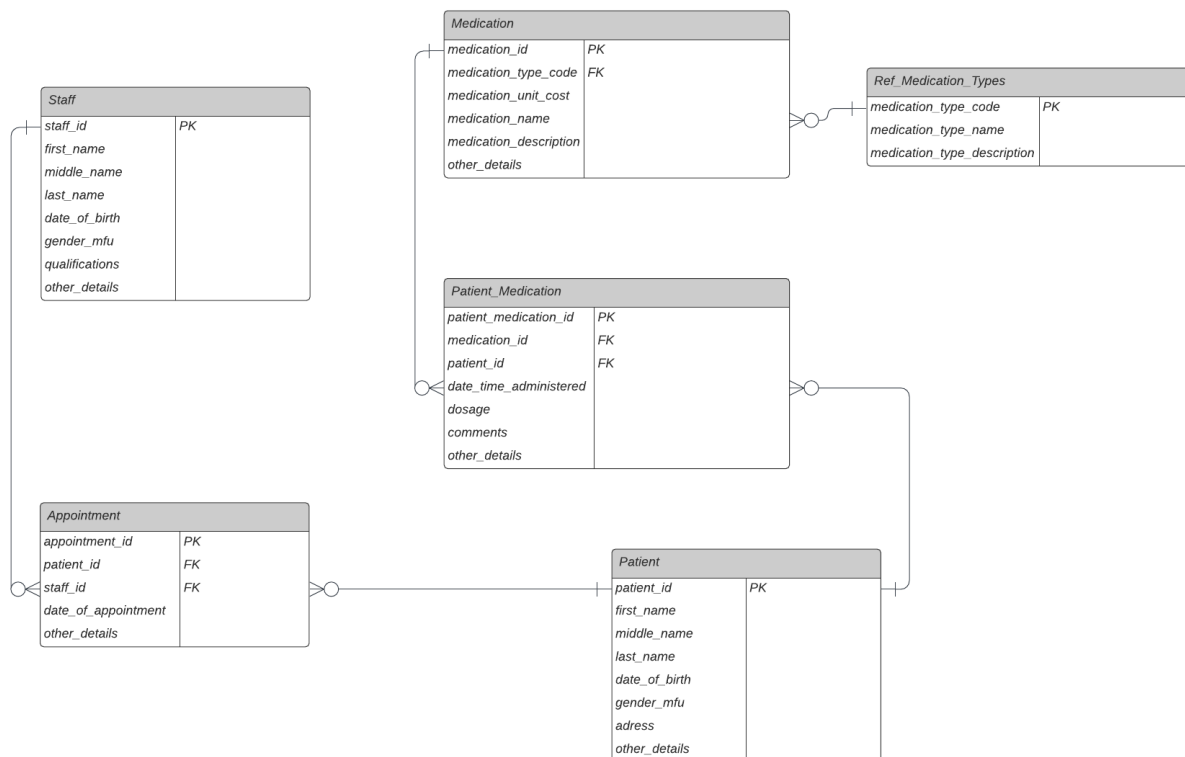 Medication
medication_id PK
medication_type_code FK
medication_unit_cost
medication_name
medication_description
other_details
Ref_Medication_Types
medication_type_code PK
medication_type_name
medication_type_description
Staff
staff_id PK
first_name
middle_name
last_name
date_of_birth
gender_mfu
qualifications
other_details
Patient_Medication
patient_medication_id PK
medication_id FK
patient_id FK
date_time_administered
dosage
comments
other_details
Appointment
appointment_id PK
patient_id FK
staff_id FK
date_of_appointment
other_details
Patient
patient_id PK
first_name
middle_name
last_name
date_of_birth
gender_mfu
adress
other_details